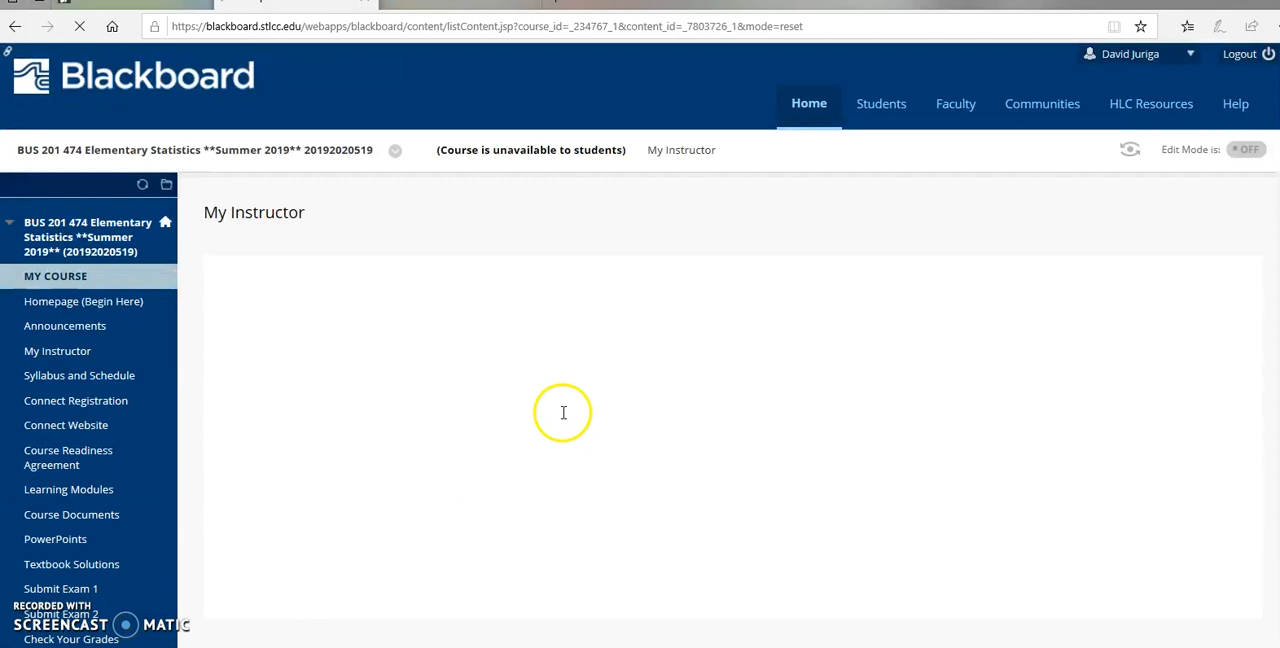 https://blackboard.stlcc.edu/webapps/blackboard/content/listContent.jsp?course_id=_234767_1&content_id=_7803726_1&mode=reset
David Juriga
Logout
Blackboard
Home
Students
Faculty
Communities
HLC Resources
Help
BUS 201 474 Elementary Statistics **Summer 2019** 20192020519
(Course is unavailable to students)
My Instructor
Edit Mode is:
OFF
BUS 201 474 Elementary
Statistics **Summer
2019** (20192020519)
MY COURSE
Homepage (Begin Here)
Announcements
My Instructor
Syllabus and Schedule
Connect Registration
Connect Website
Course Readiness
Agreement
Learning Modules
Course Documents
PowerPoints
Textbook Solutions
Submit Exam 1
Submit Exam 2
Check Your Grades
My Instructor
RECORDED WITH
SCREENCAST MATIC